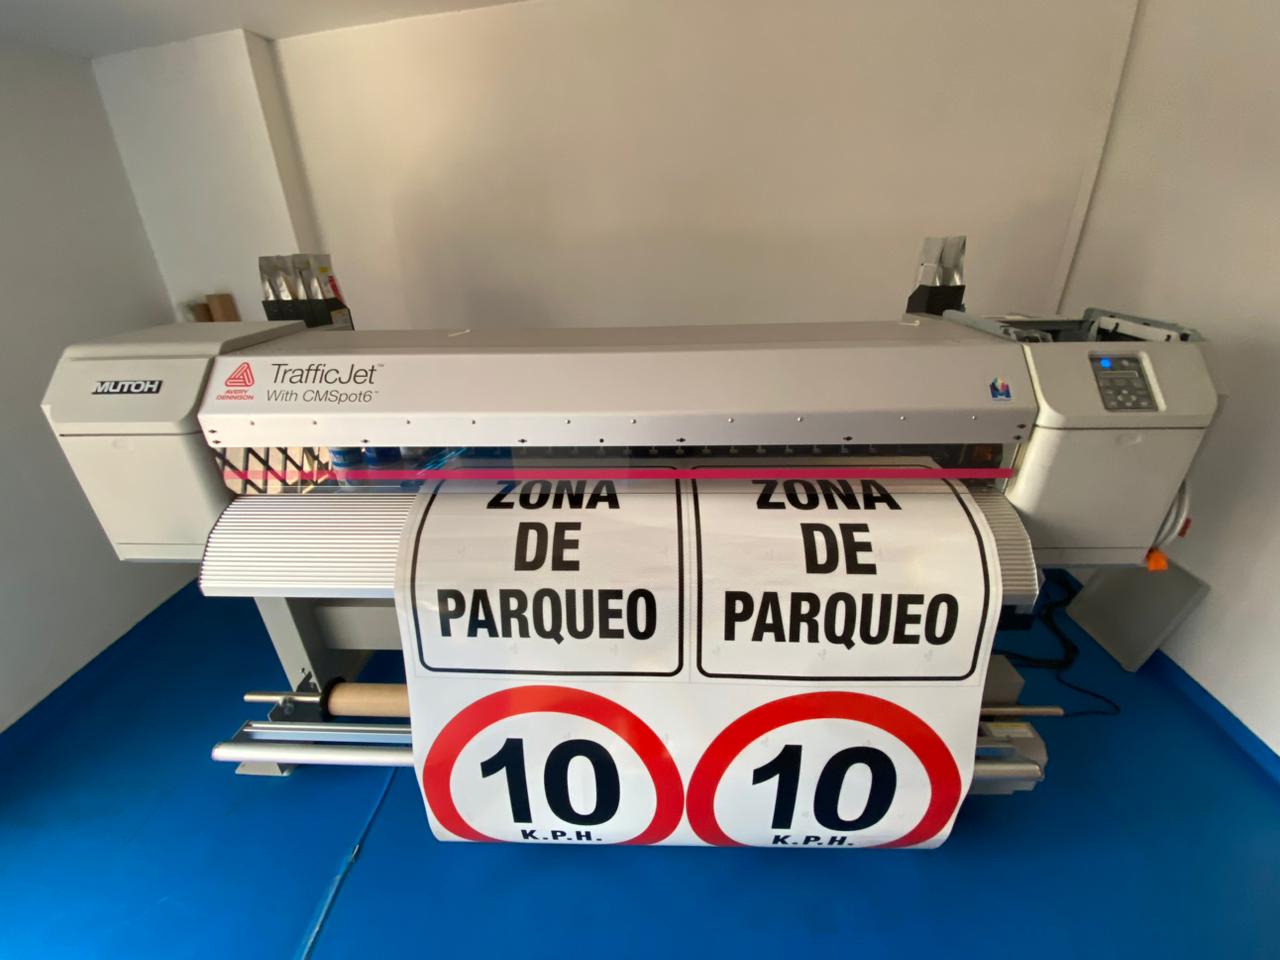 MUTOH
AVERY
DENNISON
TrafficJet™
With CMSpot6™
ZONA
DE
PARQUEO
ZONA
DE
PARQUEO
10
K.P.H.
10
K.P.H.